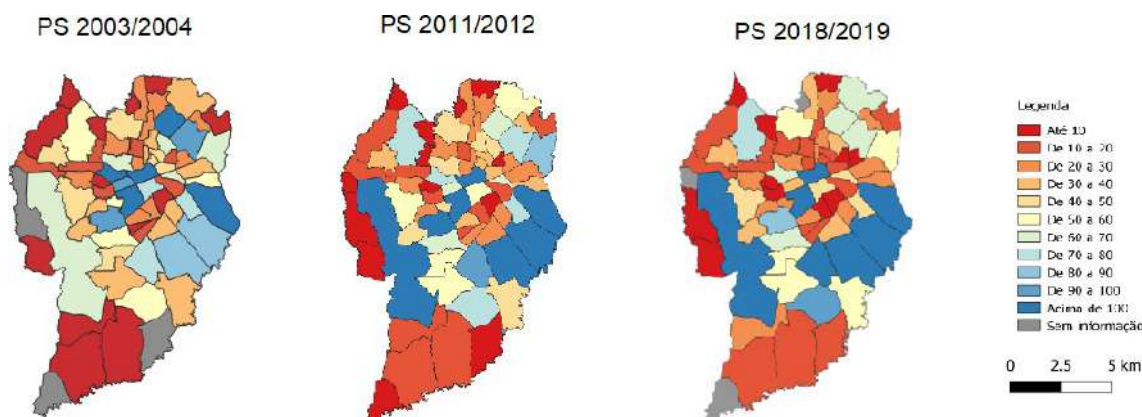 PS 2003/2004
PS 2011/2012
PS 2018/2019
Legenda
Até 10
De 10 a 20
De 20 a 30
De 30 a 40
De 40 a 50
De 50 a 60
De 60 a 70
De 70 a 80
De 80 a 90
De 90 a 100
Acima de 100
Sem informação
0 2.5 5 km